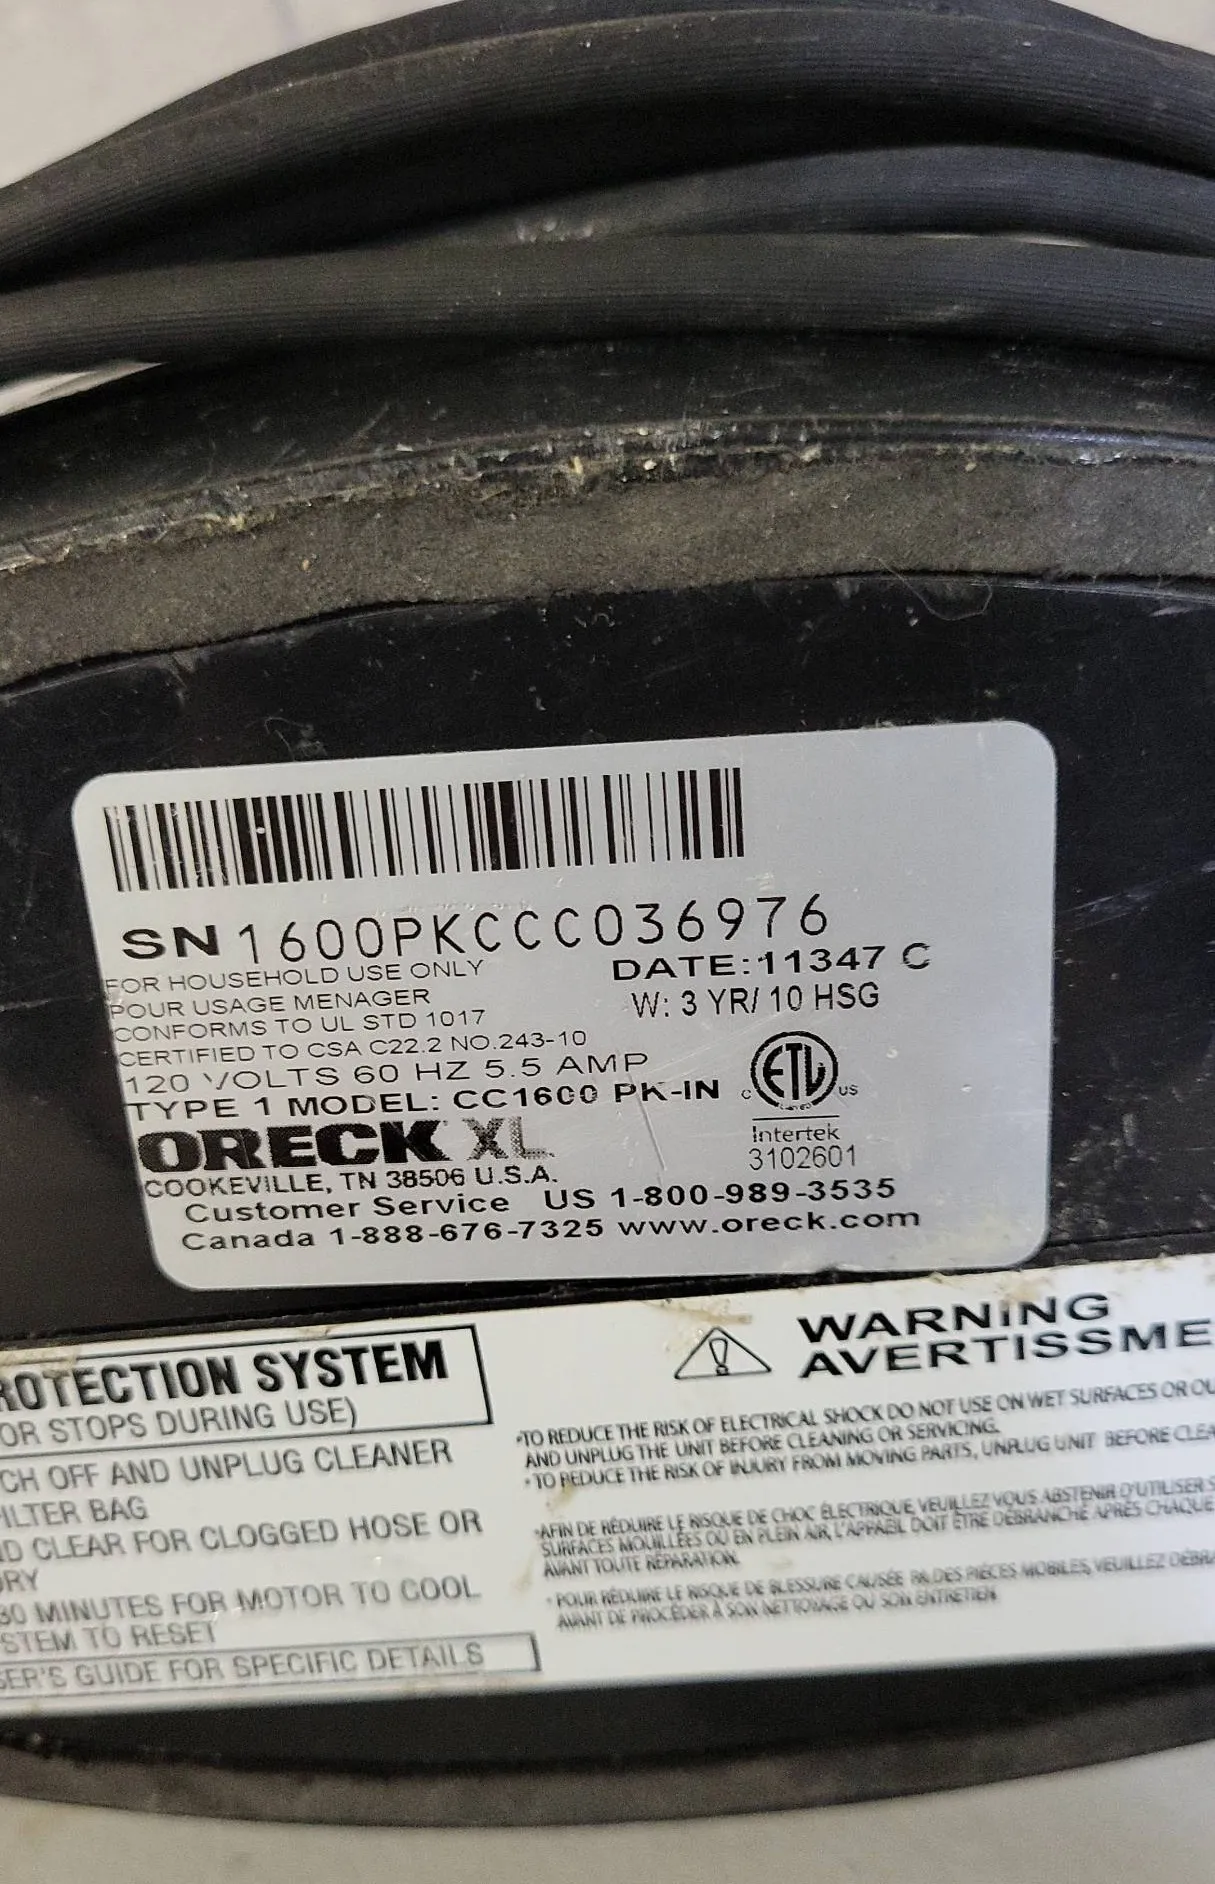 SN 1600PKCCC036976
FOR HOUSEHOLD USE ONLY
DATE:11347 C
POUR USAGE MENAGER
W: 3 YR/ 10 HSG
CONFORMS TO UL STD 1017
CERTIFIED TO CSA C22.2 NO.243-10
120 VOLTS 60 HZ 5.5 AMP
TYPE 1 MODEL: CC1600 PK-IN
C ETL US
LISTED
Intertek
3102601
ORECK XL
COOKEVILLE, TN 38506 U.S.A.
Customer Service US 1-800-989-3535
Canada 1-888-676-7325 www.oreck.com
ROTECTION SYSTEM
OR STOPS DURING USE)
CH OFF AND UNPLUG CLEANER
ILTER BAG
ND CLEAR FOR CLOGGED HOSE OR
RY
30 MINUTES FOR MOTOR TO COOL
STEM TO RESET
SER'S GUIDE FOR SPECIFIC DETAILS
WARNING
AVERTISSME
•TO REDUCE THE RISK OF ELECTRICAL SHOCK DO NOT USE ON WET SURFACES OR OU
AND UNPLUG THE UNIT BEFORE CLEANING OR SERVICING.
• TO REDUCE THE RISK OF INJURY FROM MOVING PARTS, UNPLUG UNIT BEFORE CLEA
•AFIN DE RÉDUIRE LE RISQUE DE CHOC ÉLECTRIQUE, VEUILLEZ VOUS ABSTENIR D'UTILISER S
SURFACES MOUILLÉES OU EN PLEIN AIR, L'APPAREIL DOIT ÊTRE DÉBRANCHÉ APRÈS CHAQUE
AVANT TOUTE RÉPARATION.
• POUR RÉDUIRE LE RISQUE DE BLESSURE CAUSÉE PAR DES PIÈCES MOBILES, VEUILLEZ DÉBRA
AVANT DE PROCÉDER À SON NETTOYAGE OU SON ENTRETIEN